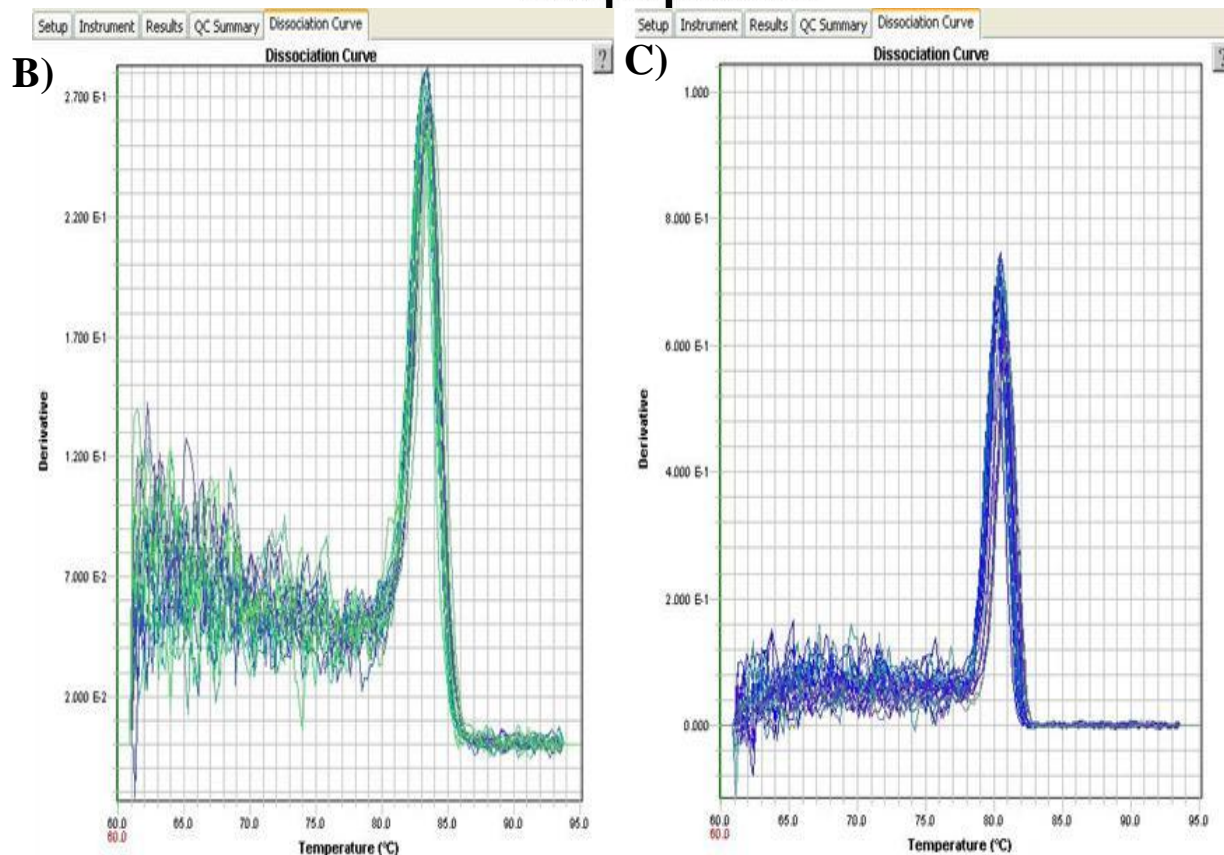 Setup Instrument Results QC Summary Dissociation Curve
B)
Dissociation Curve
?
2.700 E-1
2.200 E-1
1.700 E-1
1.200 E-1
7.000 E-2
2.000 E-2
Derivative
60.0 65.0 70.0 75.0 80.0 85.0 90.0 95.0
60.0
Temperature (°C)
Setup Instrument Results QC Summary Dissociation Curve
C)
Dissociation Curve
?
1.000
8.000 E-1
6.000 E-1
4.000 E-1
2.000 E-1
0.000
Derivative
60.0 65.0 70.0 75.0 80.0 85.0 90.0 95.0
60.0
Temperature (°C)